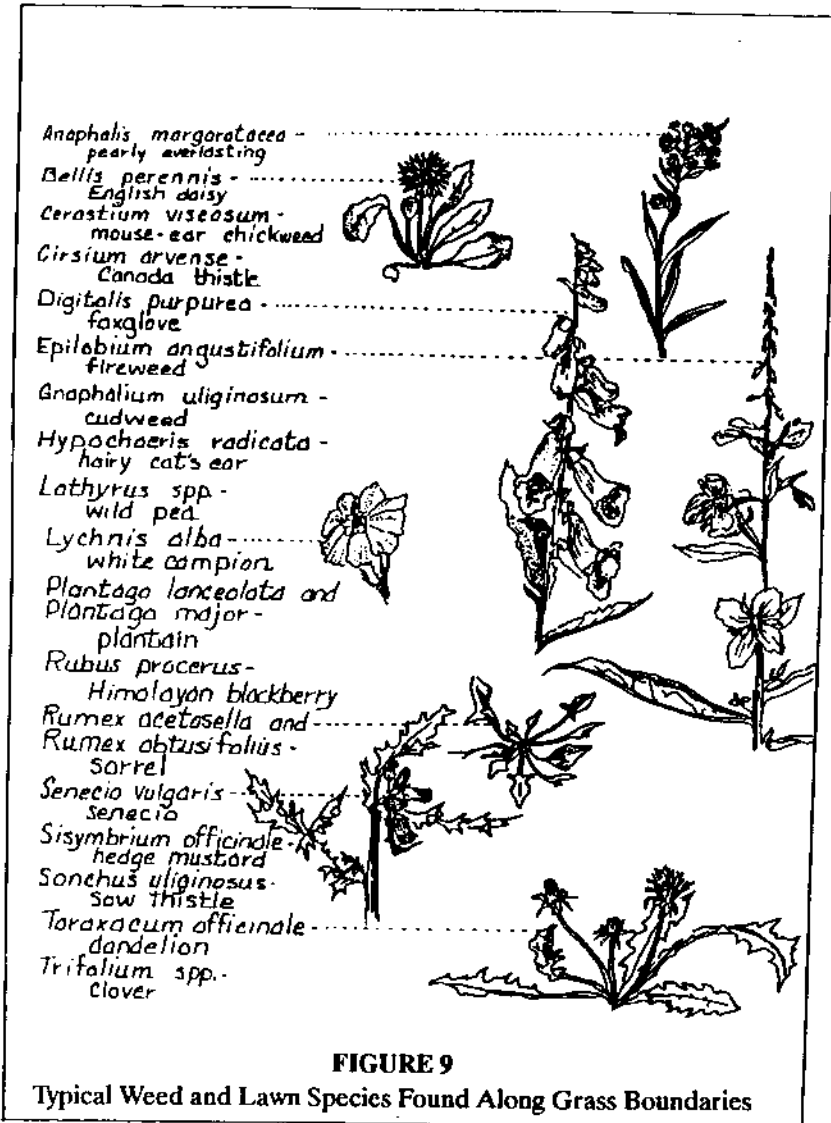 Anaphalis margaratacea -
pearly everlasting
Bellis perennis -
English daisy
Cerastium viscosum -
mouse-ear chickweed
Cirsium arvense -
Canada thistle
Digitalis purpurea -
foxglove
Epilobium angustifolium -
fireweed
Gnaphalium uliginosum -
cudweed
Hypochaeris radicata -
hairy cat's ear
Lathyrus spp. -
wild pea
Lychnis alba -
white campion
Plantago lanceolata and
Plantago major -
plantain
Rubus procerus -
Himalayan blackberry
Rumex acetosella and
Rumex obtusifolius -
sorrel
Senecio vulgaris -
senecio
Sisymbrium officinale -
hedge mustard
Sonchus uliginosus -
Sow thistle
Taraxacum officinale -
dandelion
Trifolium spp. -
clover
FIGURE 9
Typical Weed and Lawn Species Found Along Grass Boundaries